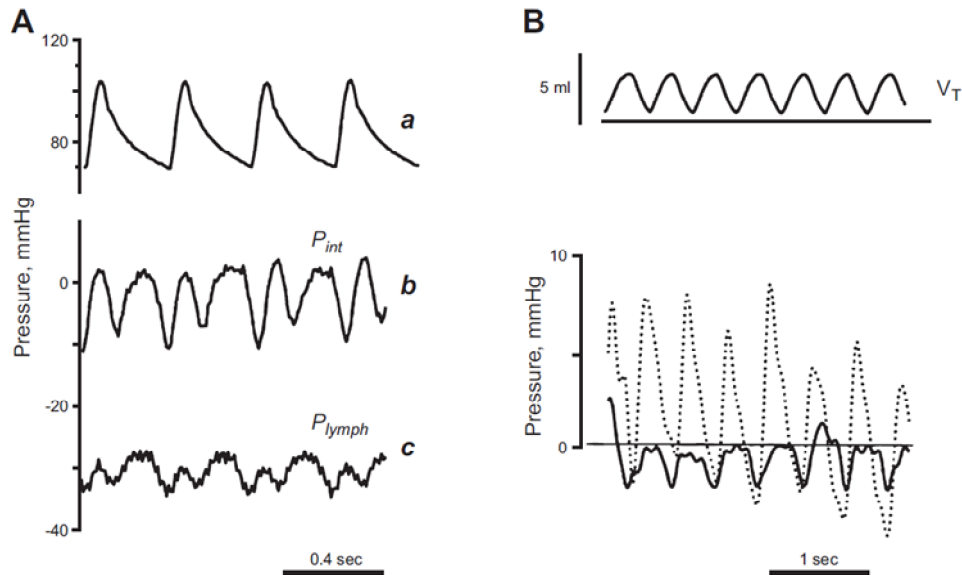 A
120
80
a
Pressure, mmHg
0
-20
-40
P_int
b
P_lymph
c
0.4 sec
B
5 ml
V_T
10
0
Pressure, mmHg
1 sec